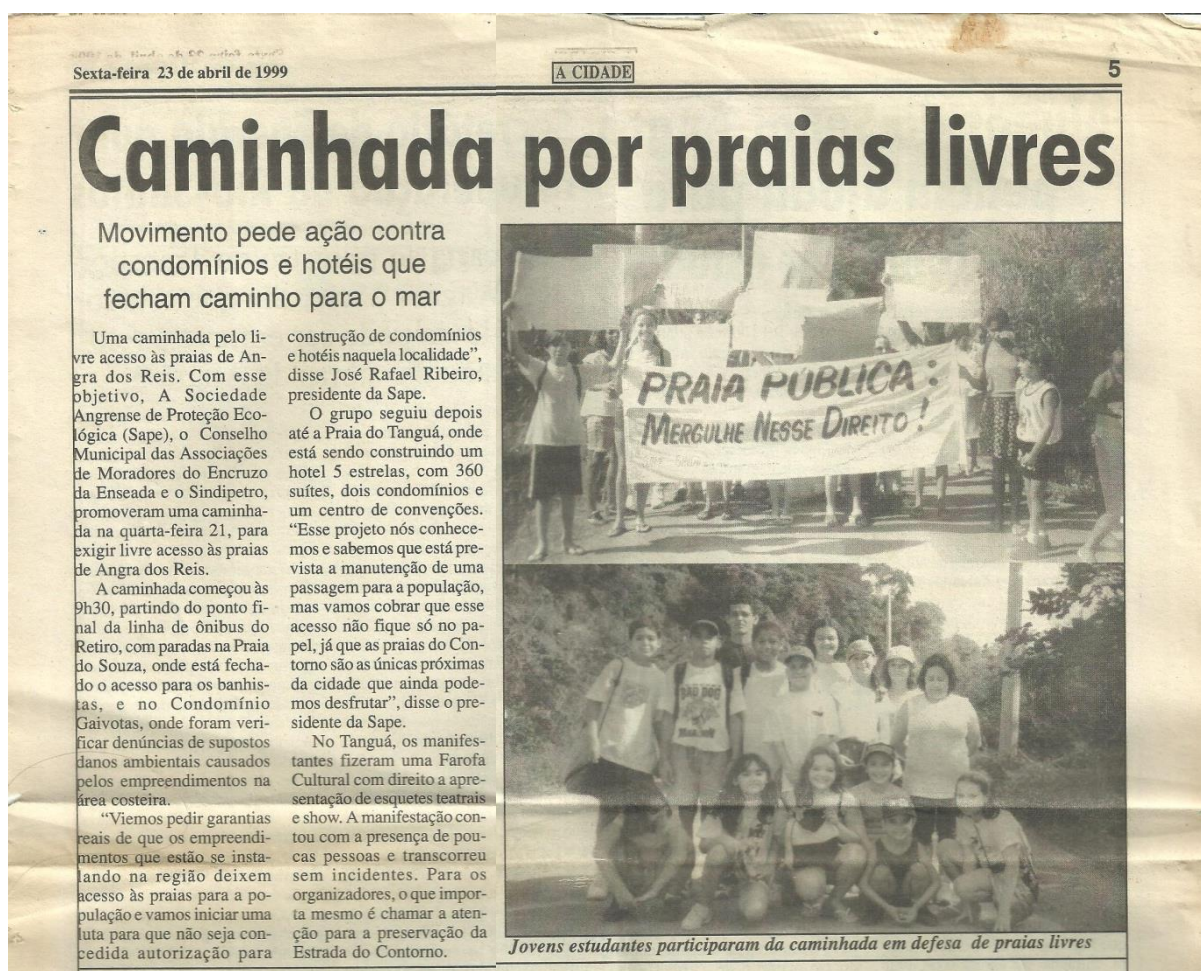 Sexta-feira 23 de abril de 1999
A CIDADE
5
Caminhada por praias livres
Movimento pede ação contra
condomínios e hotéis que
fecham caminho para o mar
Uma caminhada pelo li-
vre acesso às praias de An-
gra dos Reis. Com esse
objetivo, A Sociedade
Angrense de Proteção Eco-
lógica (Sape), o Conselho
Municipal das Associações
de Moradores do Encruzo
da Enseada e o Sindipetro,
promoveram uma caminha-
da na quarta-feira 21, para
exigir livre acesso às praias
de Angra dos Reis.
A caminhada começou às
9h30, partindo do ponto fi-
nal da linha de ônibus do
Retiro, com paradas na Praia
do Souza, onde está fecha-
do o acesso para os banhis-
tas, e no Condomínio
Gaivotas, onde foram veri-
ficar denúncias de supostos
danos ambientais causados
pelos empreendimentos na
área costeira.
"Viemos pedir garantias
reais de que os empreendi-
mentos que estão se insta-
lando na região deixem
acesso às praias para a po-
pulação e vamos iniciar uma
luta para que não seja con-
cedida autorização para
construção de condomínios
e hotéis naquela localidade",
disse José Rafael Ribeiro,
presidente da Sape.
O grupo seguiu depois
até a Praia do Tanguá, onde
está sendo construindo um
hotel 5 estrelas, com 360
suítes, dois condomínios e
um centro de convenções.
"Esse projeto nós conhece-
mos e sabemos que está pre-
vista a manutenção de uma
passagem para a população,
mas vamos cobrar que esse
acesso não fique só no pa-
pel, já que as praias do Con-
torno são as únicas próximas
da cidade que ainda pode-
mos desfrutar", disse o pre-
sidente da Sape.
No Tanguá, os manifes-
tantes fizeram uma Farofa
Cultural com direito a apre-
sentação de esquetes teatrais
e show. A manifestação con-
tou com a presença de pou-
cas pessoas e transcorreu
sem incidentes. Para os
organizadores, o que impor-
ta mesmo é chamar a aten-
ção para a preservação da
Estrada do Contorno.
PRAIA PÚBLICA:
MERGULHE NESSE DIREITO!
Jovens estudantes participaram da caminhada em defesa de praias livres